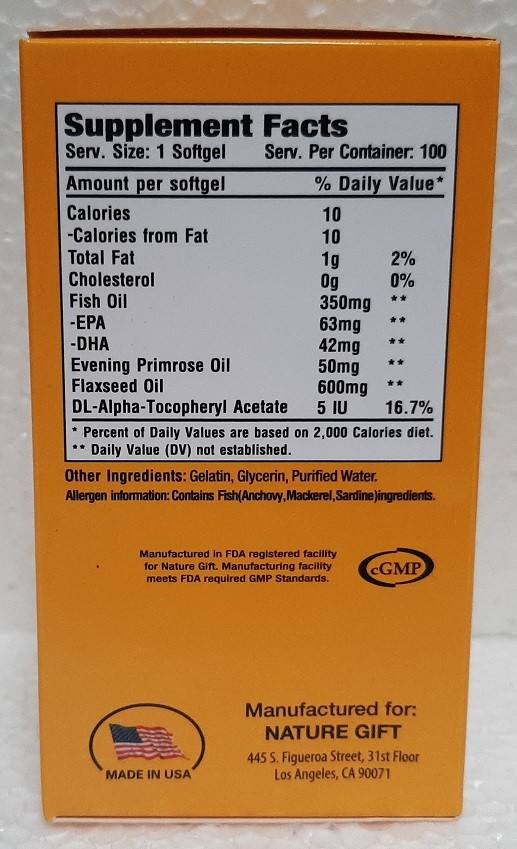 Supplement Facts
Serv. Size: 1 Softgel Serv. Per Container: 100
Amount per softgel % Daily Value*
Calories 10
-Calories from Fat 10
Total Fat 1g 2%
Cholesterol 0g 0%
Fish Oil 350mg **
-EPA 63mg **
-DHA 42mg **
Evening Primrose Oil 50mg **
Flaxseed Oil 600mg **
DL-Alpha-Tocopheryl Acetate 5 IU 16.7%
* Percent of Daily Values are based on 2,000 Calories diet.
** Daily Value (DV) not established.
Other Ingredients: Gelatin, Glycerin, Purified Water.
Allergen information: Contains Fish(Anchovy,Mackerel,Sardine)ingredients.
Manufactured in FDA registered facility
for Nature Gift. Manufacturing facility
meets FDA required GMP Standards.
cGMP
MADE IN USA
Manufactured for:
NATURE GIFT
445 S. Figueroa Street, 31st Floor
Los Angeles, CA 90071